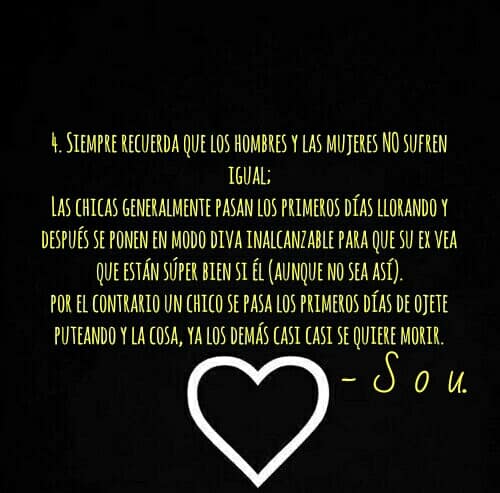 4. Siempre recuerda que los hombres y las mujeres NO sufren
igual;
Las chicas generalmente pasan los primeros días llorando y
después se ponen en modo diva inalcanzable para que su ex vea
que están súper bien si él (aunque no sea así).
por el contrario un chico se pasa los primeros días de ojete
puteando y la cosa, ya los demás casi casi se quiere morir.
- S o u.